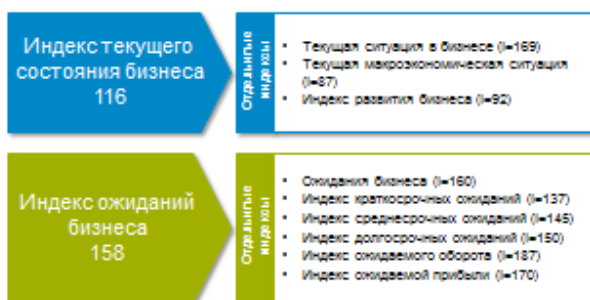 Индекс текущего
состояния бизнеса
116
Отдельные
индексы
• Текущая ситуация в бизнесе (I=169)
• Текущая макроэкономическая ситуация
(I=87)
• Индекс развития бизнеса (I=92)
Индекс ожиданий
бизнеса
158
Отдельные
индексы
• Ожидания бизнеса (I=160)
• Индекс краткосрочных ожиданий (I=137)
• Индекс среднесрочных ожиданий (I=145)
• Индекс долгосрочных ожиданий (I=150)
• Индекс ожидаемого оборота (I=187)
• Индекс ожидаемой прибыли (I=170)